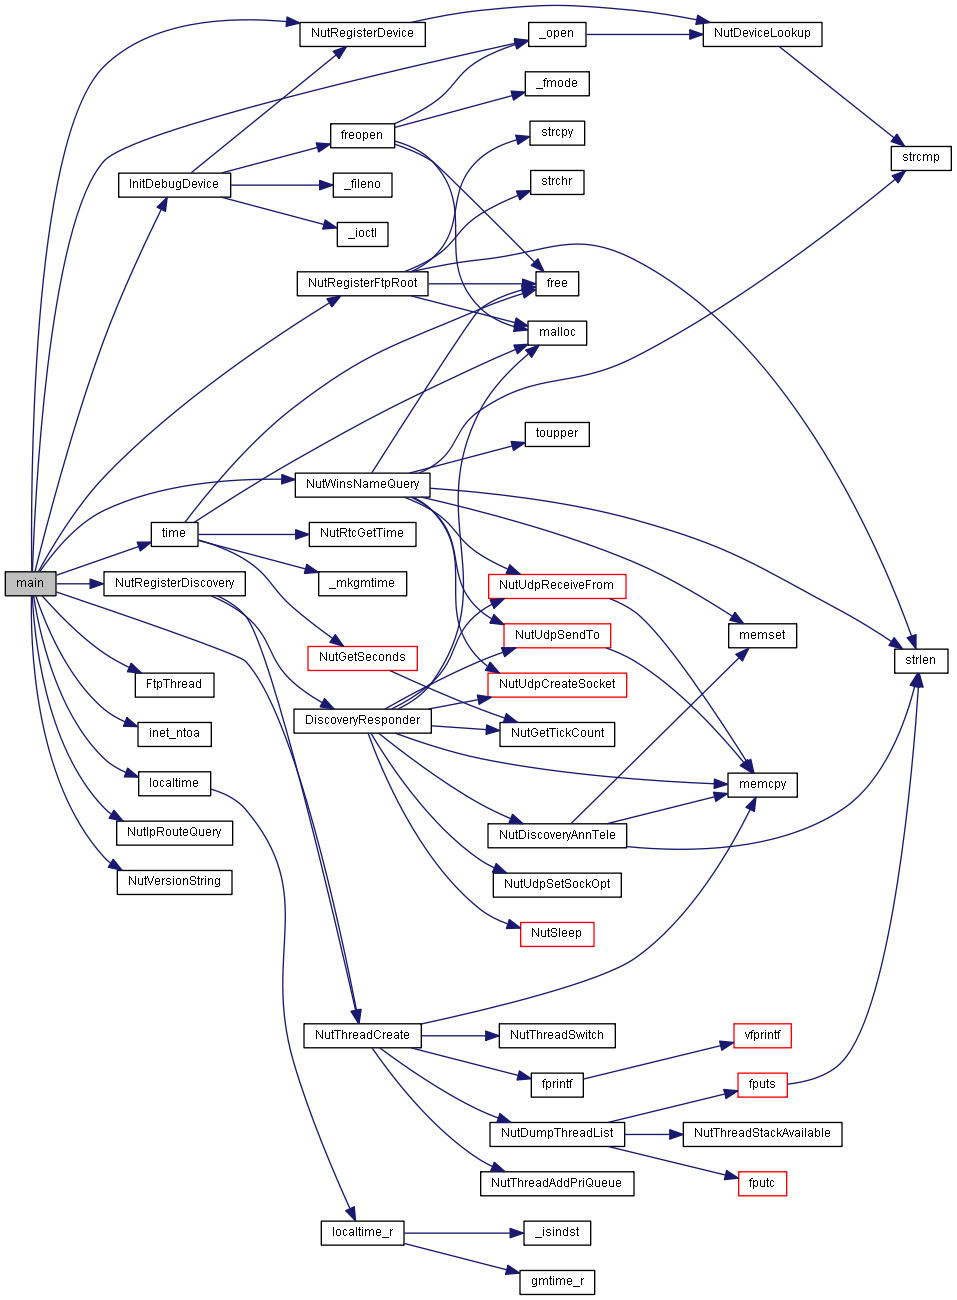 NutRegisterDevice
_open
NutDeviceLookup
_fmode
freopen
strcpy
strcmp
InitDebugDevice
_fileno
strchr
_ioctl
NutRegisterFtpRoot
free
malloc
toupper
NutWinsNameQuery
time
NutRtcGetTime
main
NutRegisterDiscovery
_mkgmtime
NutUdpReceiveFrom
NutUdpSendTo
memset
NutGetSeconds
strlen
FtpThread
NutUdpCreateSocket
DiscoveryResponder
inet_ntoa
NutGetTickCount
localtime
memcpy
NutIpRouteQuery
NutDiscoveryAnnTele
NutVersionString
NutUdpSetSockOpt
NutSleep
NutThreadCreate
NutThreadSwitch
vfprintf
fprintf
fputs
NutDumpThreadList
NutThreadStackAvailable
NutThreadAddPriQueue
fputc
localtime_r
_isindst
gmtime_r